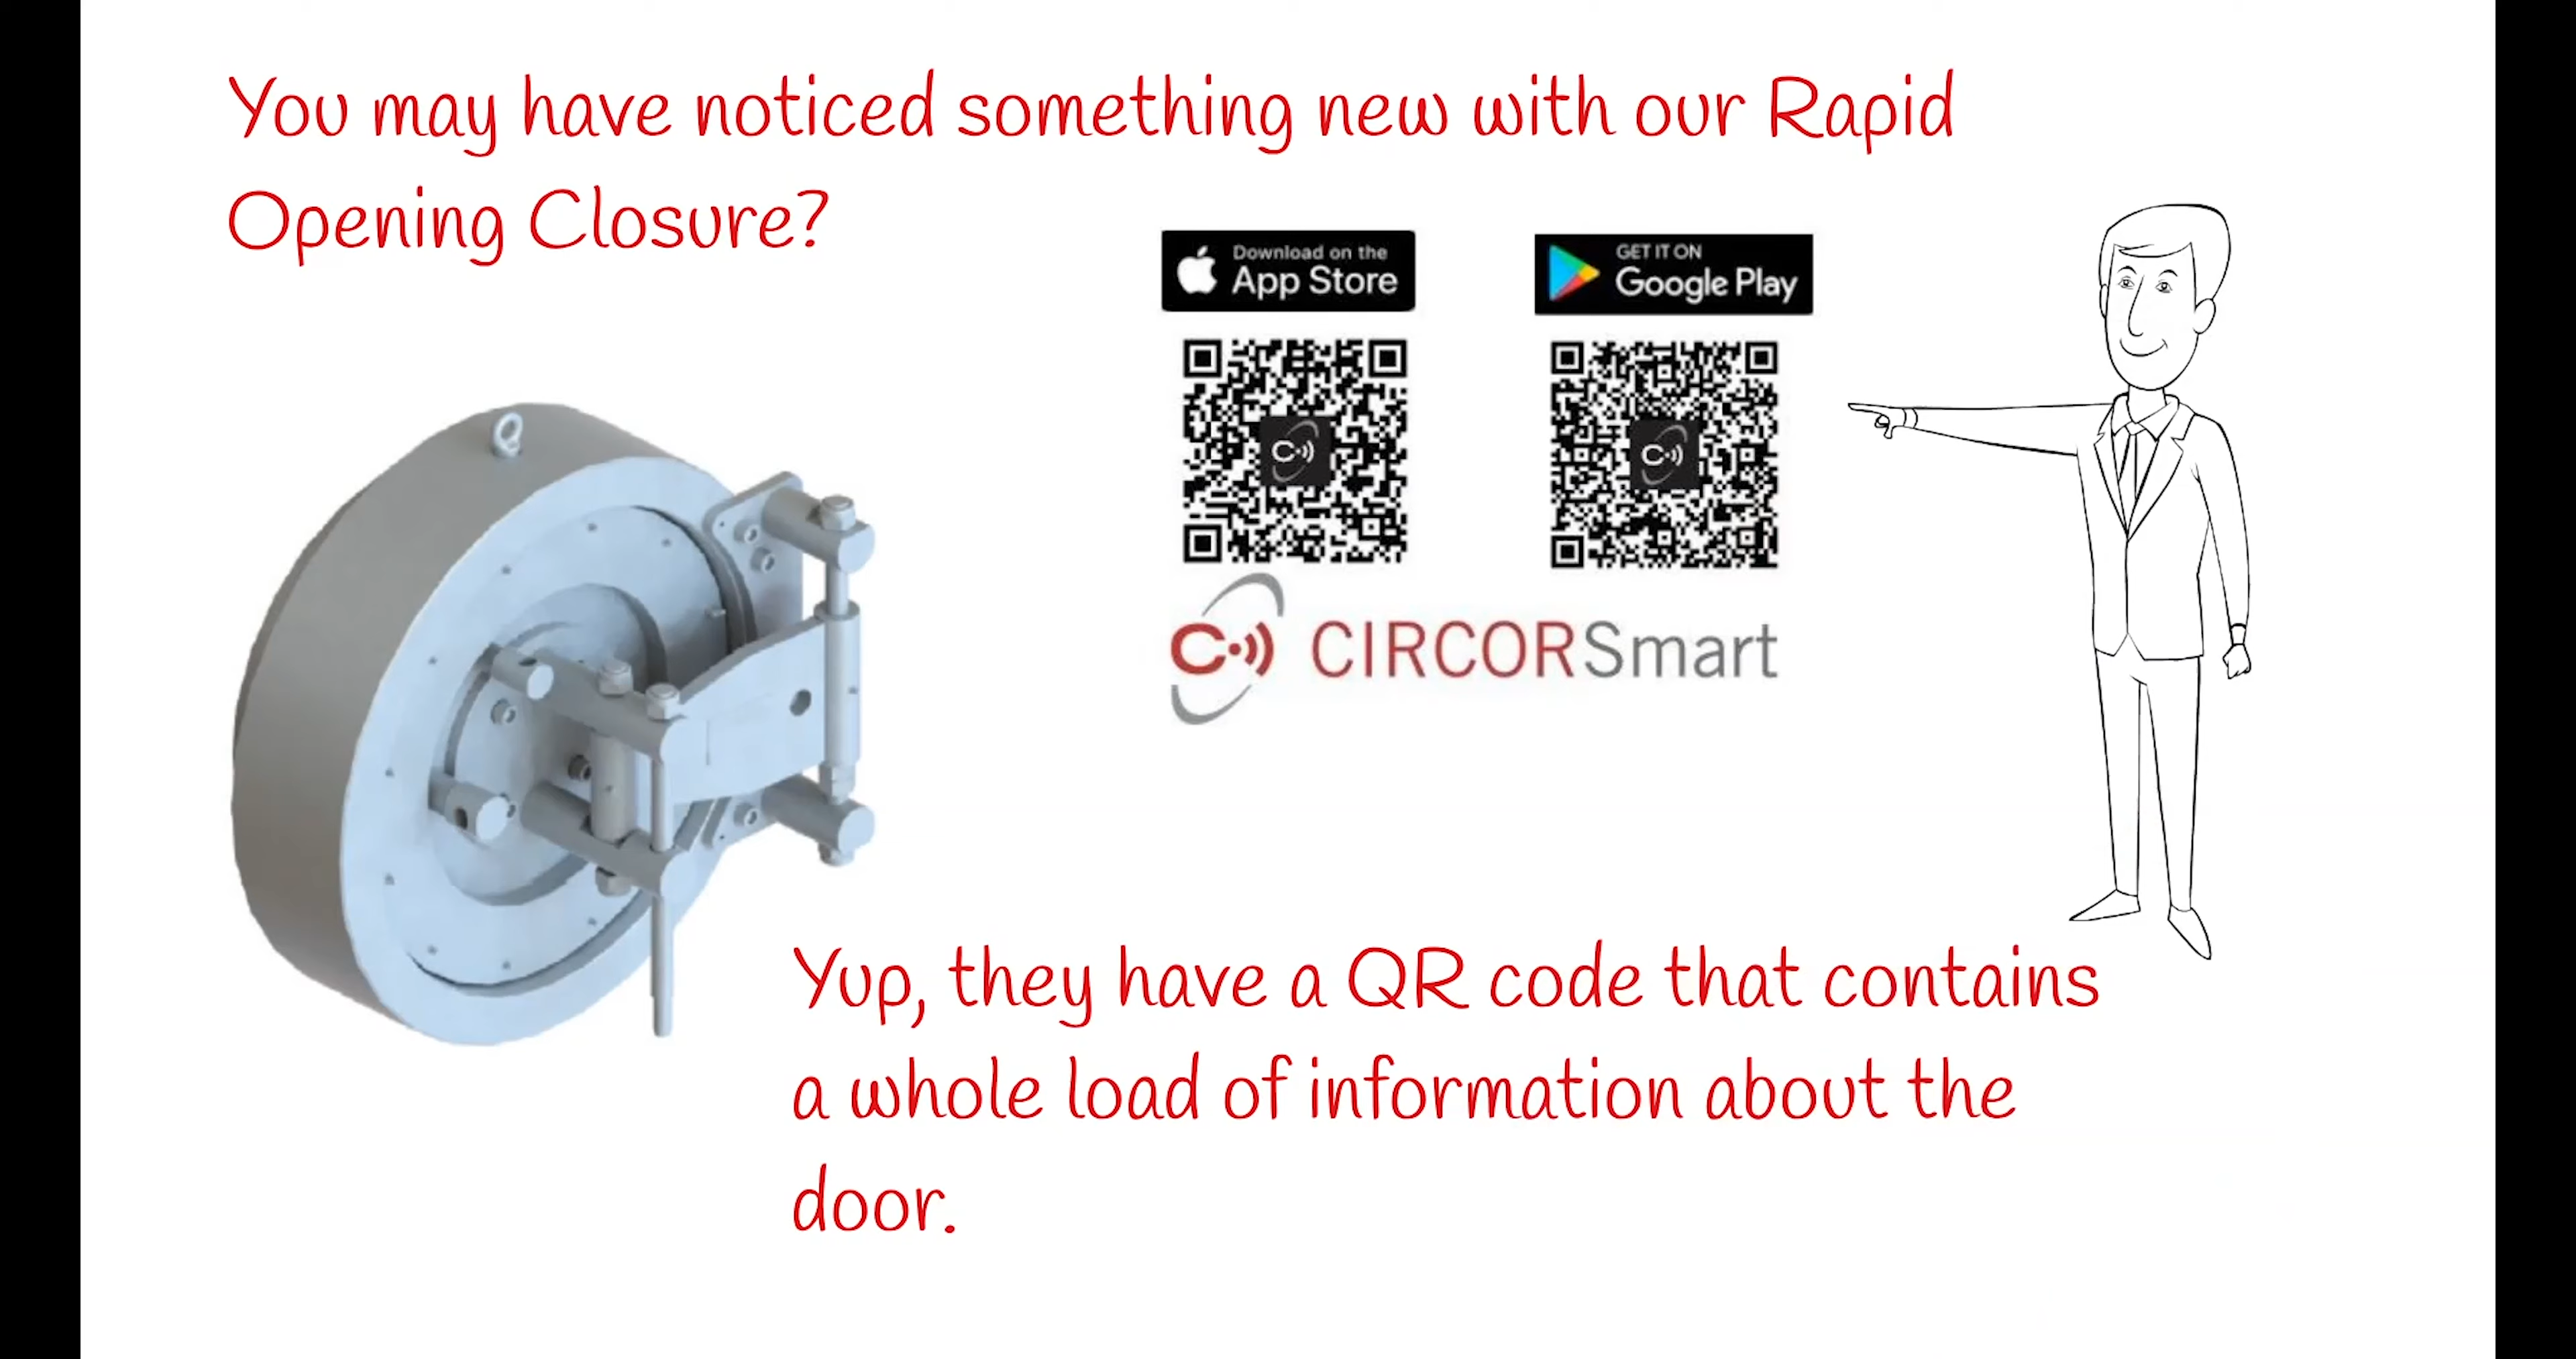 You may have noticed something new with our Rapid
Opening Closure?
Download on the
App Store
GET IT ON
Google Play
C
C
C CIRCORSmart
Yup, they have a QR code that contains
a whole load of information about the
door.